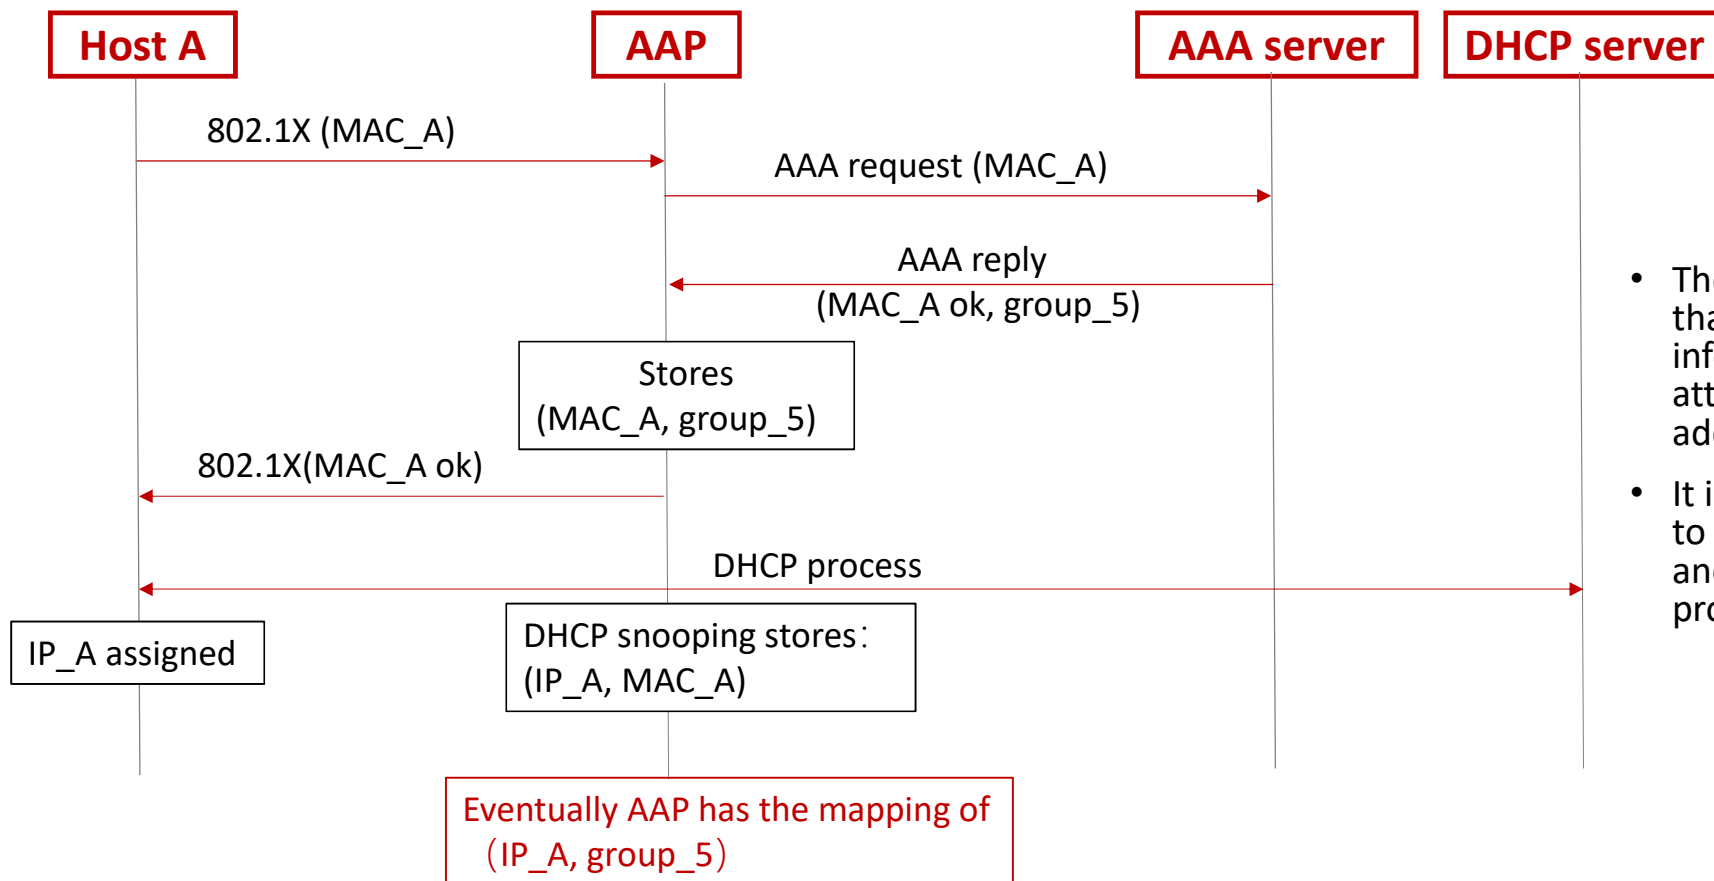 Host A
AAP
AAA server
DHCP server
802.1X (MAC_A)
AAA request (MAC_A)
AAA reply
(MAC_A ok, group_5)
Stores
(MAC_A, group_5)
802.1X(MAC_A ok)
DHCP process
IP_A assigned
DHCP snooping stores：
(IP_A, MAC_A)
Eventually AAP has the mapping of
（IP_A, group_5）
• It i
to